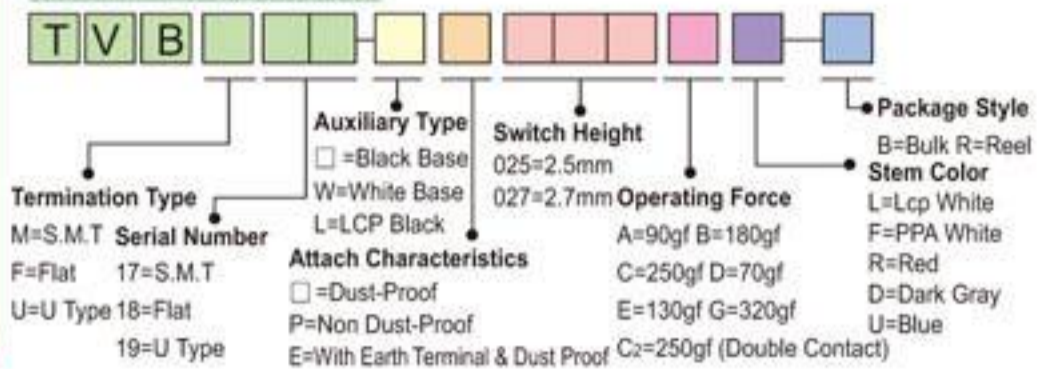 T V B
Auxiliary Type
□ =Black Base
W=White Base
L=LCP Black
Switch Height
025=2.5mm
027=2.7mm
Package Style
B=Bulk R=Reel
Stem Color
L=Lcp White
F=PPA White
R=Red
D=Dark Gray
U=Blue
Termination Type
M=S.M.T
F=Flat
U=U Type
Serial Number
17=S.M.T
18=Flat
19=U Type
Attach Characteristics
□ =Dust-Proof
P=Non Dust-Proof
E=With Earth Terminal & Dust Proof
Operating Force
A=90gf B=180gf
C=250gf D=70gf
E=130gf G=320gf
C2=250gf (Double Contact)